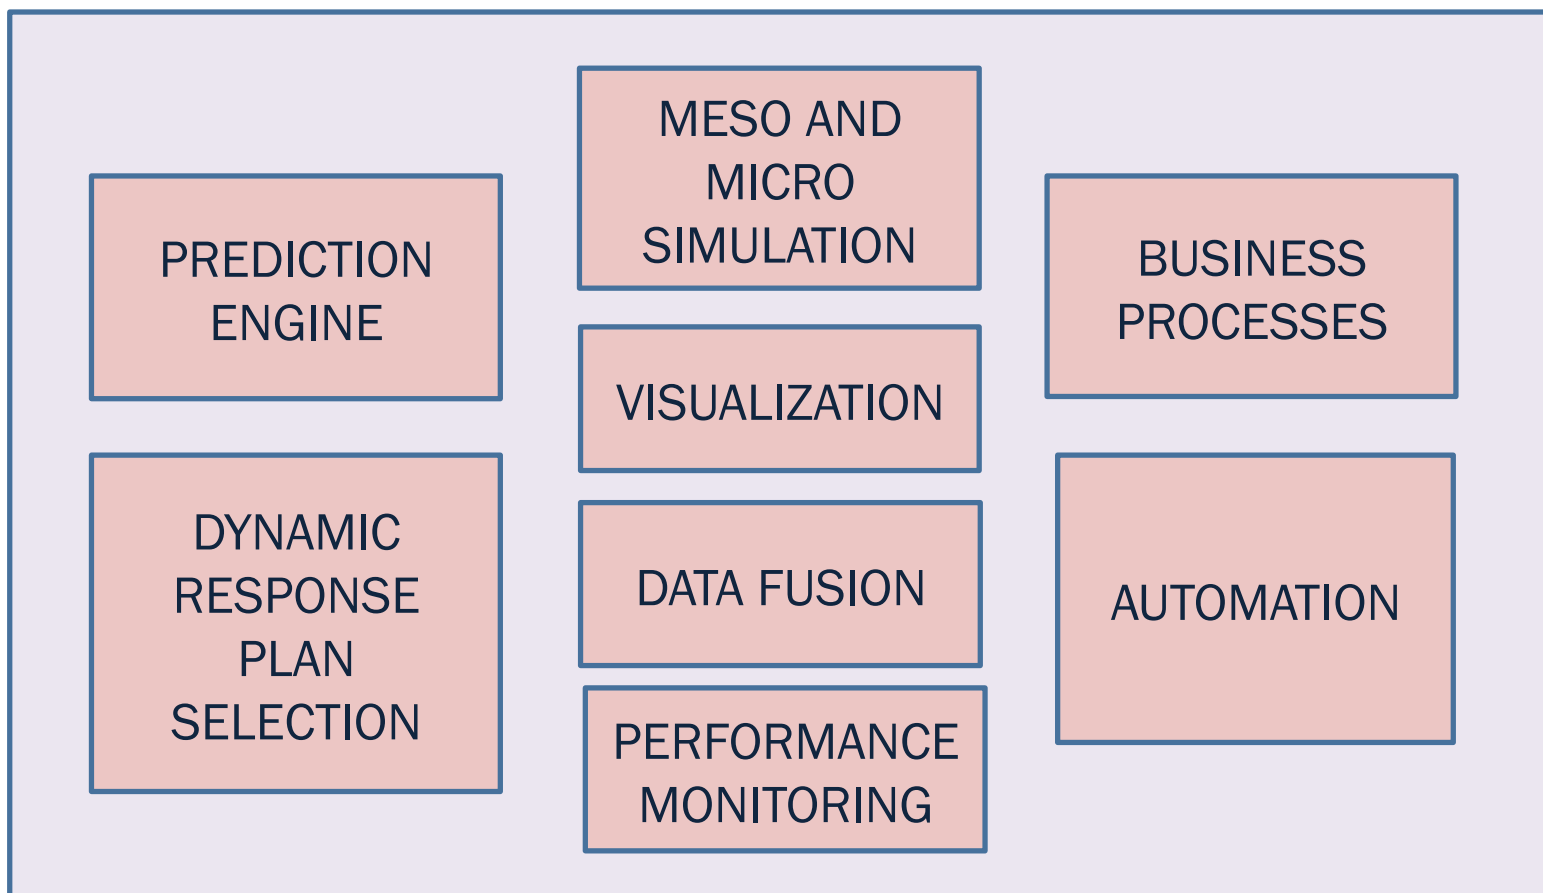 PREDICTION
ENGINE
DYNAMIC
RESPONSE
PLAN
SELECTION
MESO AND
MICRO
SIMULATION
VISUALIZATION
DATA FUSION
PERFORMANCE
MONITORING
BUSINESS
PROCESSES
AUTOMATION